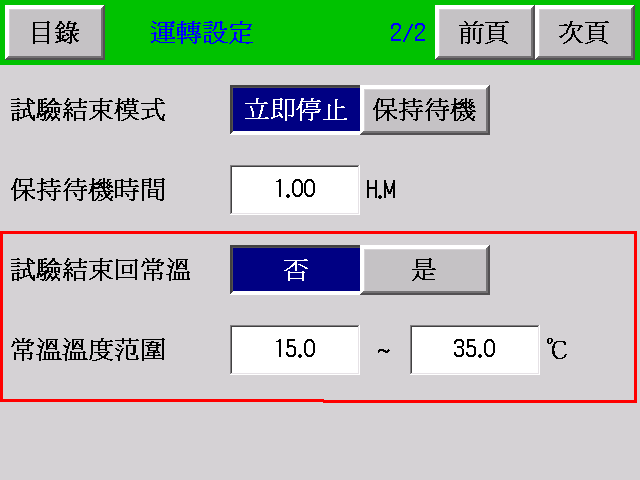 目錄 運轉設定 2/2 前頁 次頁
試驗結束模式 立即停止 保持待機
保持待機時間 1.00 H.M
試驗結束回常溫 否 是
常溫溫度范圍 15.0 ~ 35.0 ℃